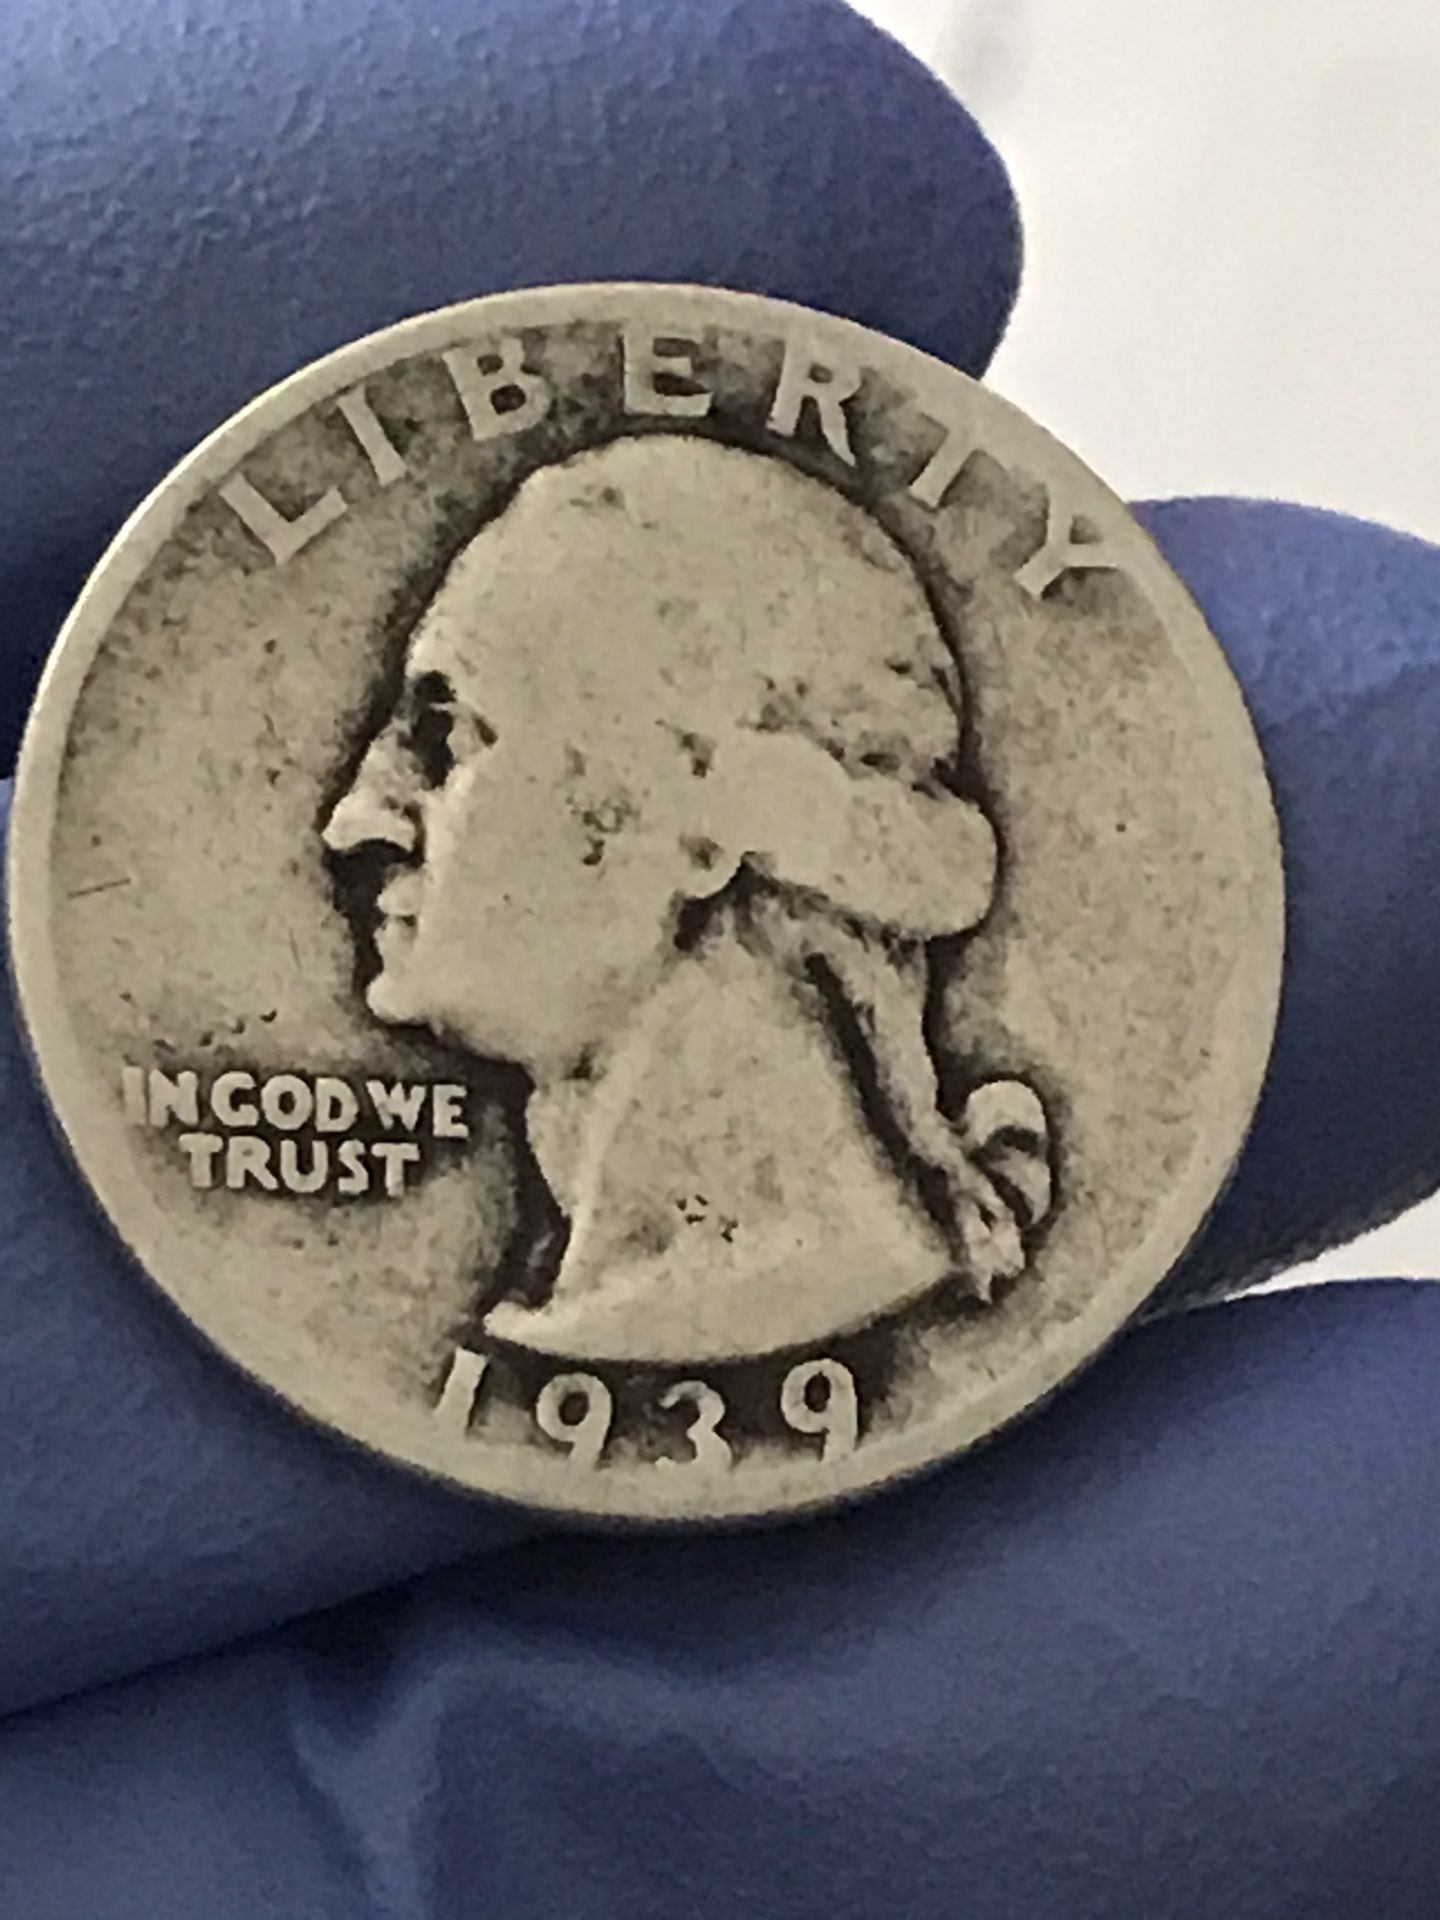 LIBERTY
IN GOD WE
TRUST
1939